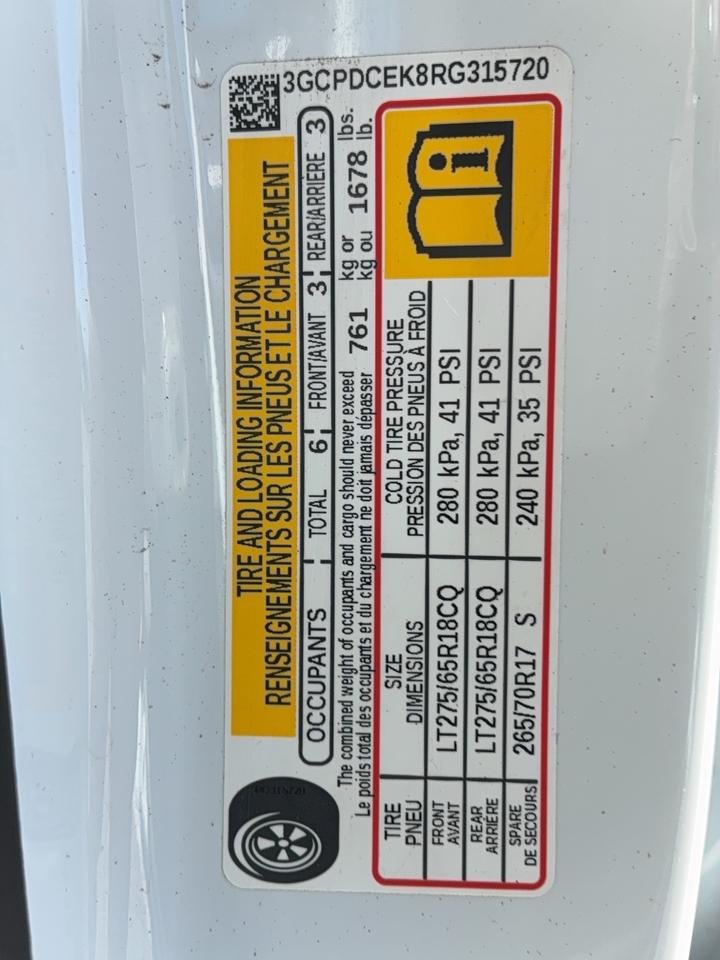 3GCPDCEK8RG315720
TIRE AND LOADING INFORMATION
RENSEIGNEMENTS SUR LES PNEUS ET LE CHARGEMENT
OCCUPANTS TOTAL 6 FRONT/AVANT 3 REAR/ARRIÈRE 3
The combined weight of occupants and cargo should never exceed 761 kg or 1678 lbs.
Le poids total des occupants et du chargement ne doit jamais dépasser 761 kg ou 1678 lb.
TIRE SIZE COLD TIRE PRESSURE
PNEU DIMENSIONS PRESSION DES PNEUS À FROID
FRONT AVANT LT275/65R18CQ 280 kPa, 41 PSI
REAR ARRIÈRE LT275/65R18CQ 280 kPa, 41 PSI
SPARE DE SECOURS 265/70R17 S 240 kPa, 35 PSI